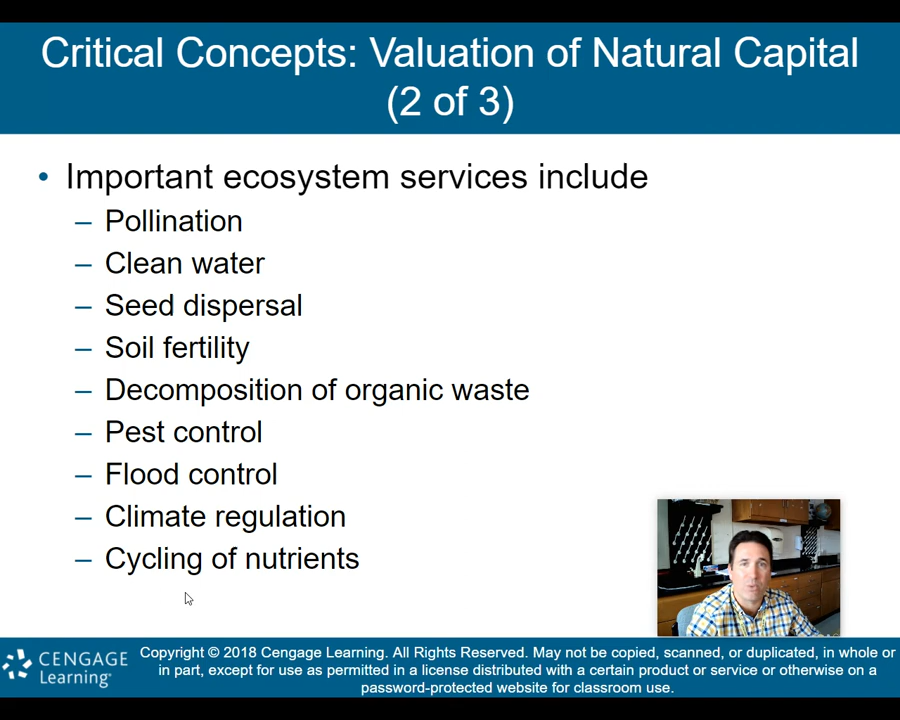 Critical Concepts: Valuation of Natural Capital
(2 of 3)
• Important ecosystem services include
– Pollination
– Clean water
– Seed dispersal
– Soil fertility
– Decomposition of organic waste
– Pest control
– Flood control
– Climate regulation
– Cycling of nutrients
CENGAGE
Learning®
Copyright © 2018 Cengage Learning. All Rights Reserved. May not be copied, scanned, or duplicated, in whole or
in part, except for use as permitted in a license distributed with a certain product or service or otherwise on a
password-protected website for classroom use.